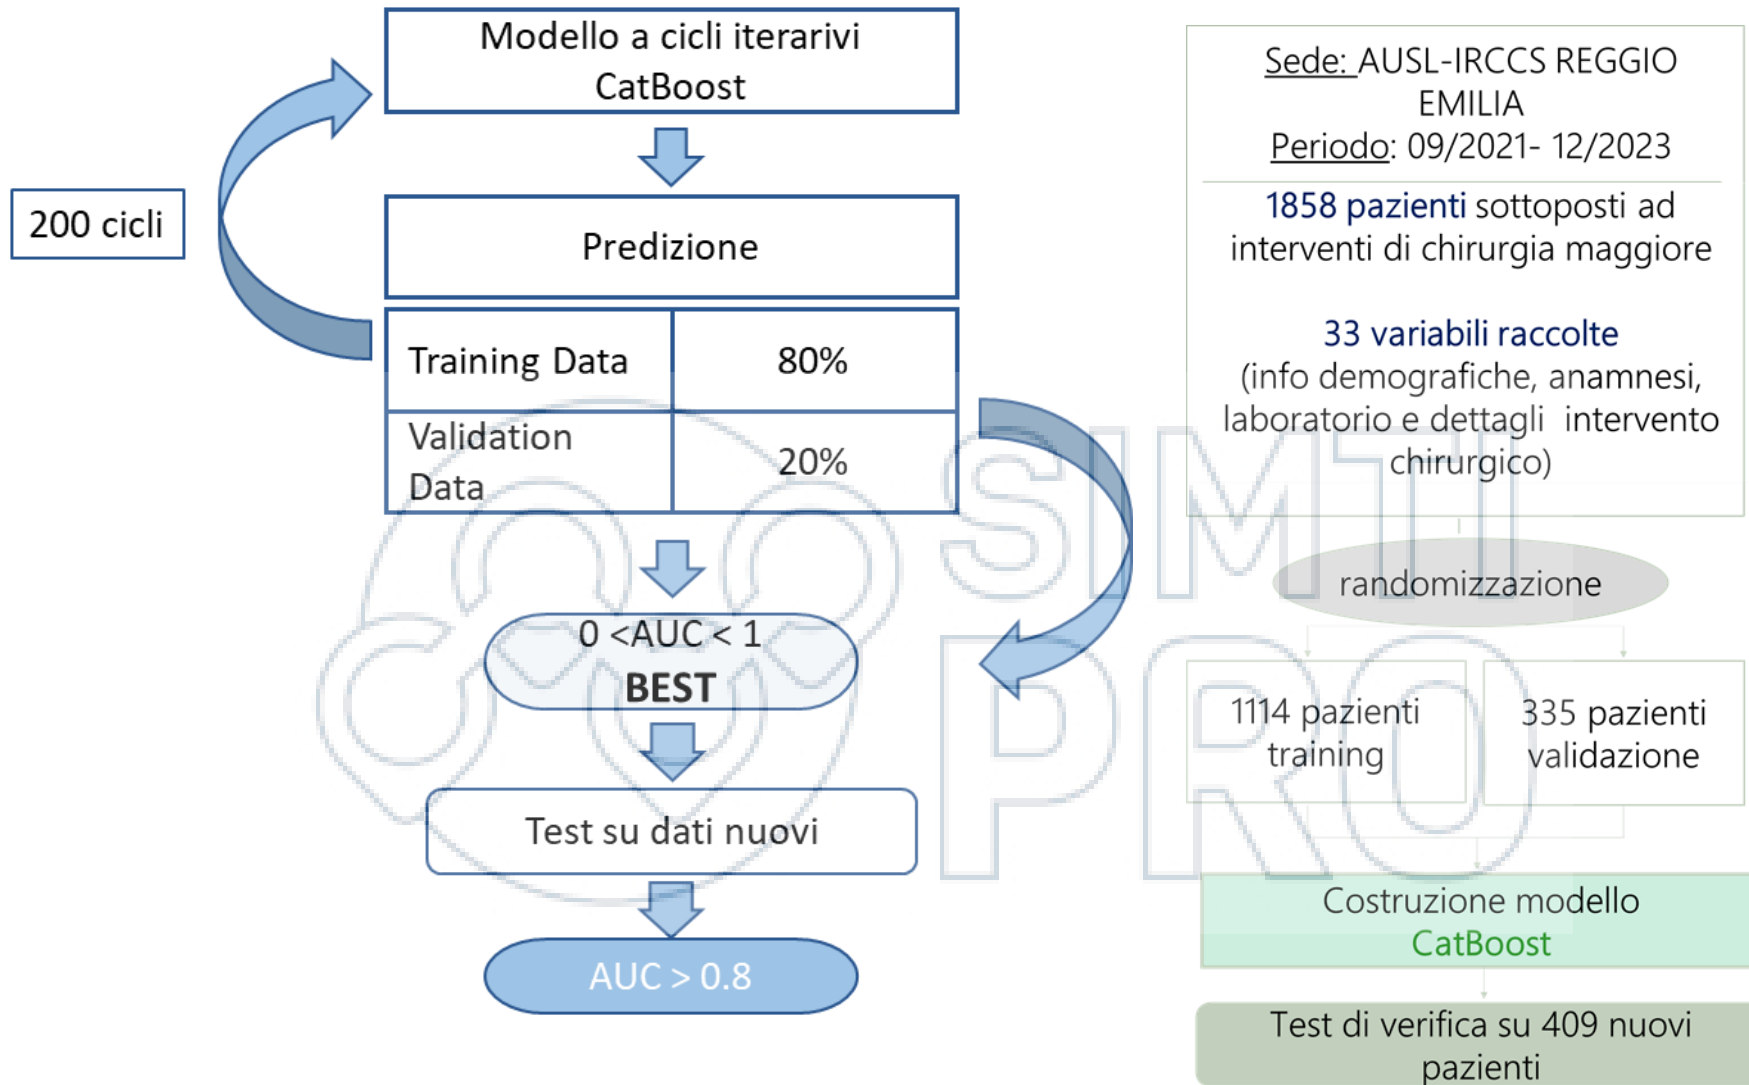 Modello a cicli iterarivi
CatBoost
200 cicli
Predizione
Training Data
80%
Validation
Data
20%
0 <AUC < 1
BEST
Test su dati nuovi
AUC > 0.8
Sede: AUSL-IRCCS REGGIO
EMILIA
Periodo: 09/2021- 12/2023
1858 pazienti sottoposti ad
interventi di chirurgia maggiore
33 variabili raccolte
(info demografiche, anamnesi,
laboratorio e dettagli intervento
chirurgico)
randomizzazione
1114 pazienti
training
335 pazienti
validazione
Costruzione modello
CatBoost
Test di verifica su 409 nuovi
pazienti
SIMTI
PRO